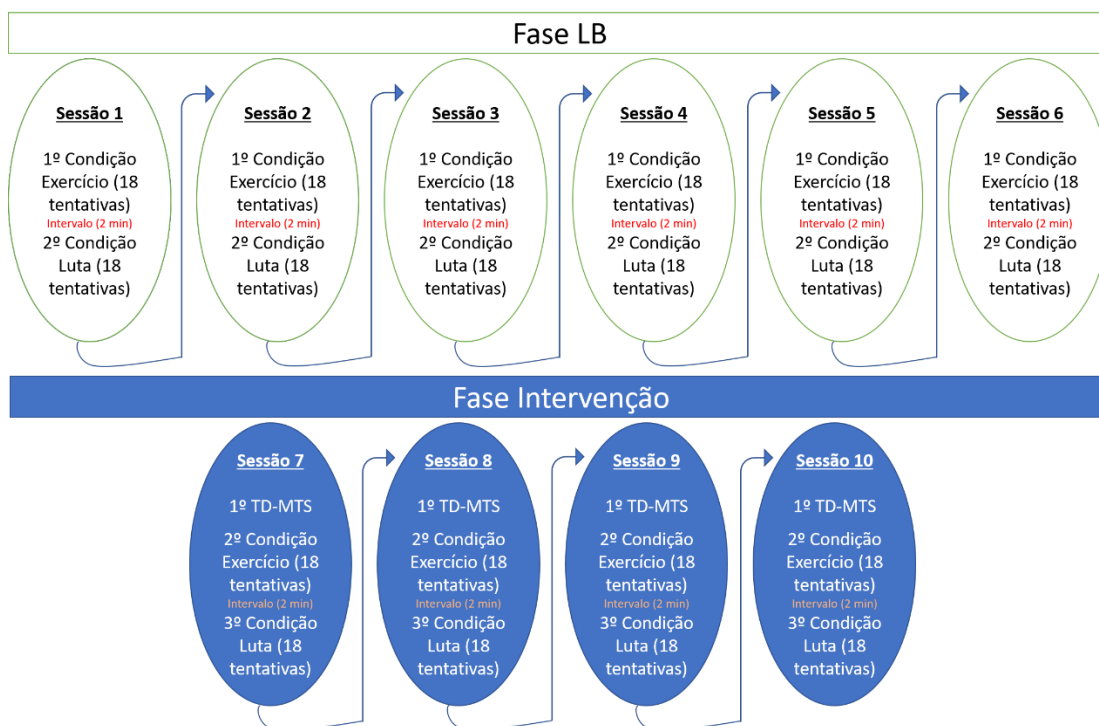 Fase LB
Sessão 1
1º Condição
Exercício (18
tentativas)
Intervalo (2 min)
2º Condição
Luta (18
tentativas)
Sessão 2
1º Condição
Exercício (18
tentativas)
Intervalo (2 min)
2º Condição
Luta (18
tentativas)
Sessão 3
1º Condição
Exercício (18
tentativas)
Intervalo (2 min)
2º Condição
Luta (18
tentativas)
Sessão 4
1º Condição
Exercício (18
tentativas)
Intervalo (2 min)
2º Condição
Luta (18
tentativas)
Sessão 5
1º Condição
Exercício (18
tentativas)
Intervalo (2 min)
2º Condição
Luta (18
tentativas)
Sessão 6
1º Condição
Exercício (18
tentativas)
Intervalo (2 min)
2º Condição
Luta (18
tentativas)
Fase Intervenção
Sessão 7
1º TD-MTS
2º Condição
Exercício (18
tentativas)
Intervalo (2 min)
3º Condição
Luta (18
tentativas)
Sessão 8
1º TD-MTS
2º Condição
Exercício (18
tentativas)
Intervalo (2 min)
3º Condição
Luta (18
tentativas)
Sessão 9
1º TD-MTS
2º Condição
Exercício (18
tentativas)
Intervalo (2 min)
3º Condição
Luta (18
tentativas)
Sessão 10
1º TD-MTS
2º Condição
Exercício (18
tentativas)
Intervalo (2 min)
3º Condição
Luta (18
tentativas)